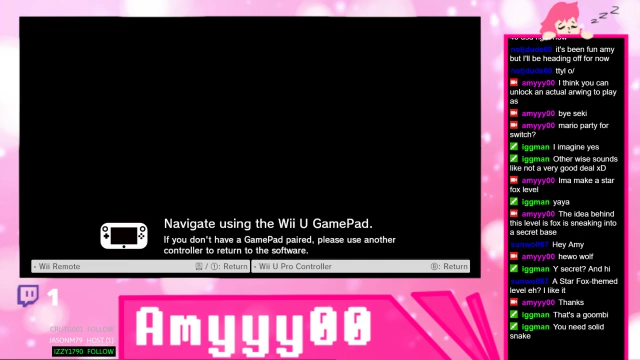 Navigate using the Wii U GamePad.
If you don't have a GamePad paired, please use another
controller to return to the software.
- Wii Remote
/ : Return
- Wii U Pro Controller
: Return
it's been fun amy
but I'll be heading off for now
ttyl o/
amyyy00 I think you can
unlock an actual arwing to play
as
amyyy00 bye seki
amyyy00 mario party for
switch?
iggman I imagine yes
iggman Other wise sounds
like not a very good deal xD
amyyy00 Ima make a star
fox level
iggman yaya
amyyy00 The idea behind
this level is fox is sneaking into
a secret base
Hey Amy
amyyy00 hewo wolf
iggman Y secret? And hi
A Star Fox-themed
level eh? I like it
amyyy00 Thanks
iggman That's a goombi
iggman You need solid
snake
1
FOLLOW
JASONM79 HOST (3)
IZZY1790 FOLLOW
Amyyy00